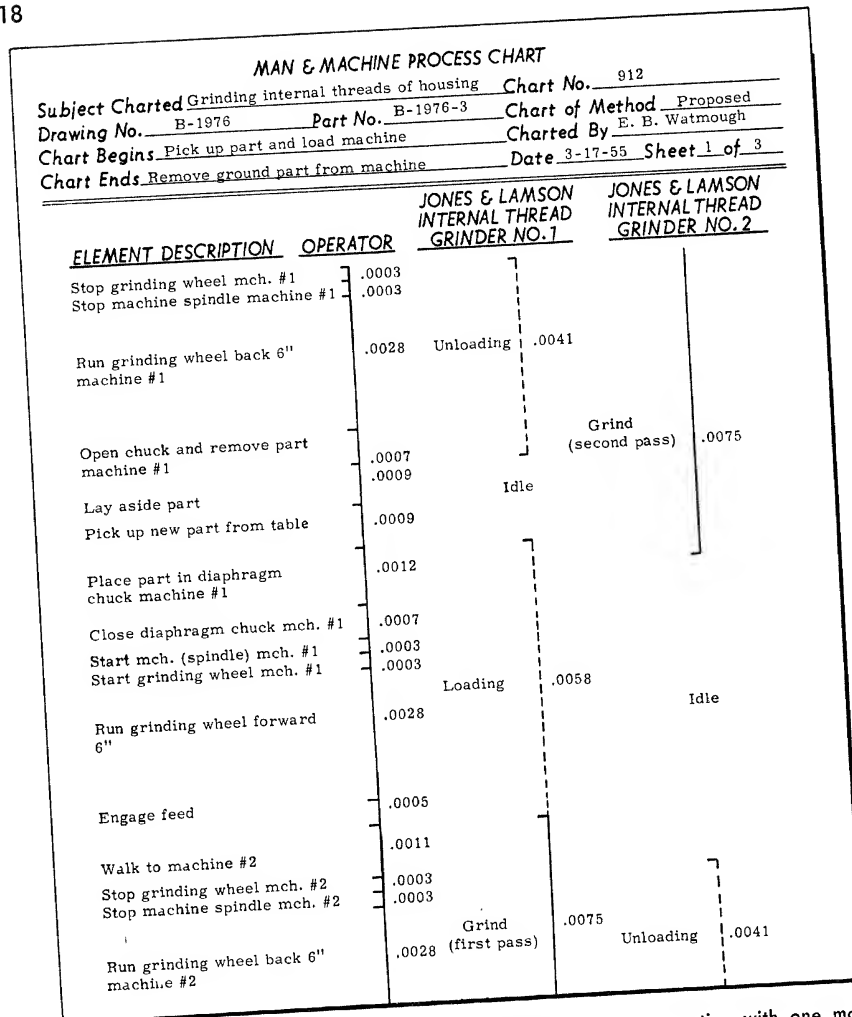 18
MAN & MACHINE PROCESS CHART
Subject Charted Grinding internal threads of housing Chart No. 912
Drawing No. B-1976 Part No. B-1976-3 Chart of Method Proposed
Chart Begins Pick up part and load machine Charted By E. B. Watmough
Chart Ends Remove ground part from machine Date 3-17-55 Sheet 1 of 3
ELEMENT DESCRIPTION OPERATOR JONES & LAMSON INTERNAL THREAD GRINDER NO. 1 JONES & LAMSON INTERNAL THREAD GRINDER NO. 2
Stop grinding wheel mch. #1 .0003
Stop machine spindle machine #1 .0003
Run grinding wheel back 6" .0028 Unloading .0041
machine #1
Grind
(second pass) .0075
Open chuck and remove part
machine #1 .0007
.0009
Idle
Lay aside part
Pick up new part from table .0009
Place part in diaphragm .0012
chuck machine #1
Close diaphragm chuck mch. #1 .0007
Start mch. (spindle) mch. #1 .0003
Start grinding wheel mch. #1 .0003
Loading .0058
Idle
Run grinding wheel forward .0028
6"
Engage feed .0005
Walk to machine #2 .0011
Stop grinding wheel mch. #2 .0003
Stop machine spindle mch. #2 .0003
Grind
(first pass) .0075
Run grinding wheel back 6" .0028 Unloading .0041
machine #2
with one